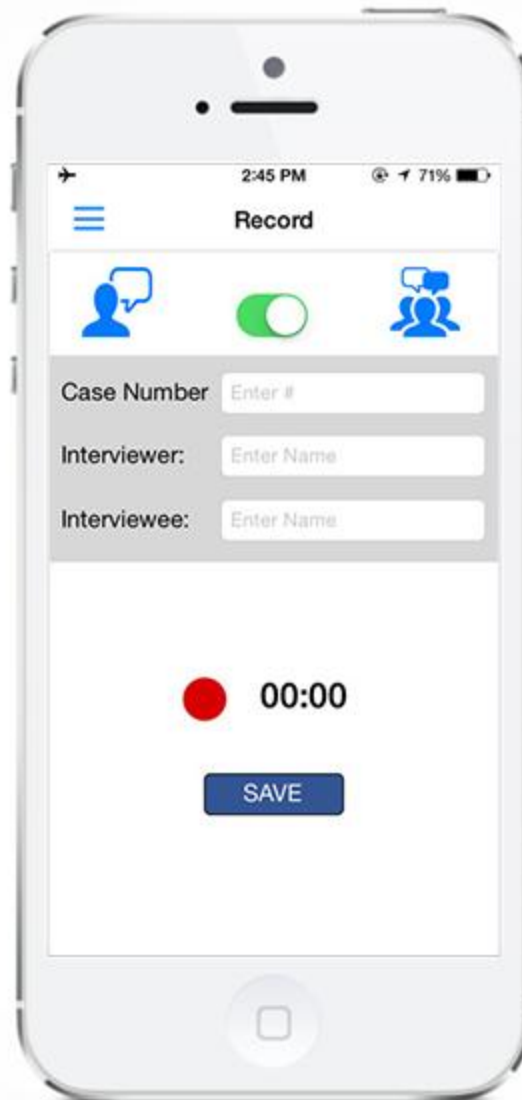 2:45 PM 71%
Record
Case Number Enter #
Interviewer: Enter Name
Interviewee: Enter Name
00:00
SAVE